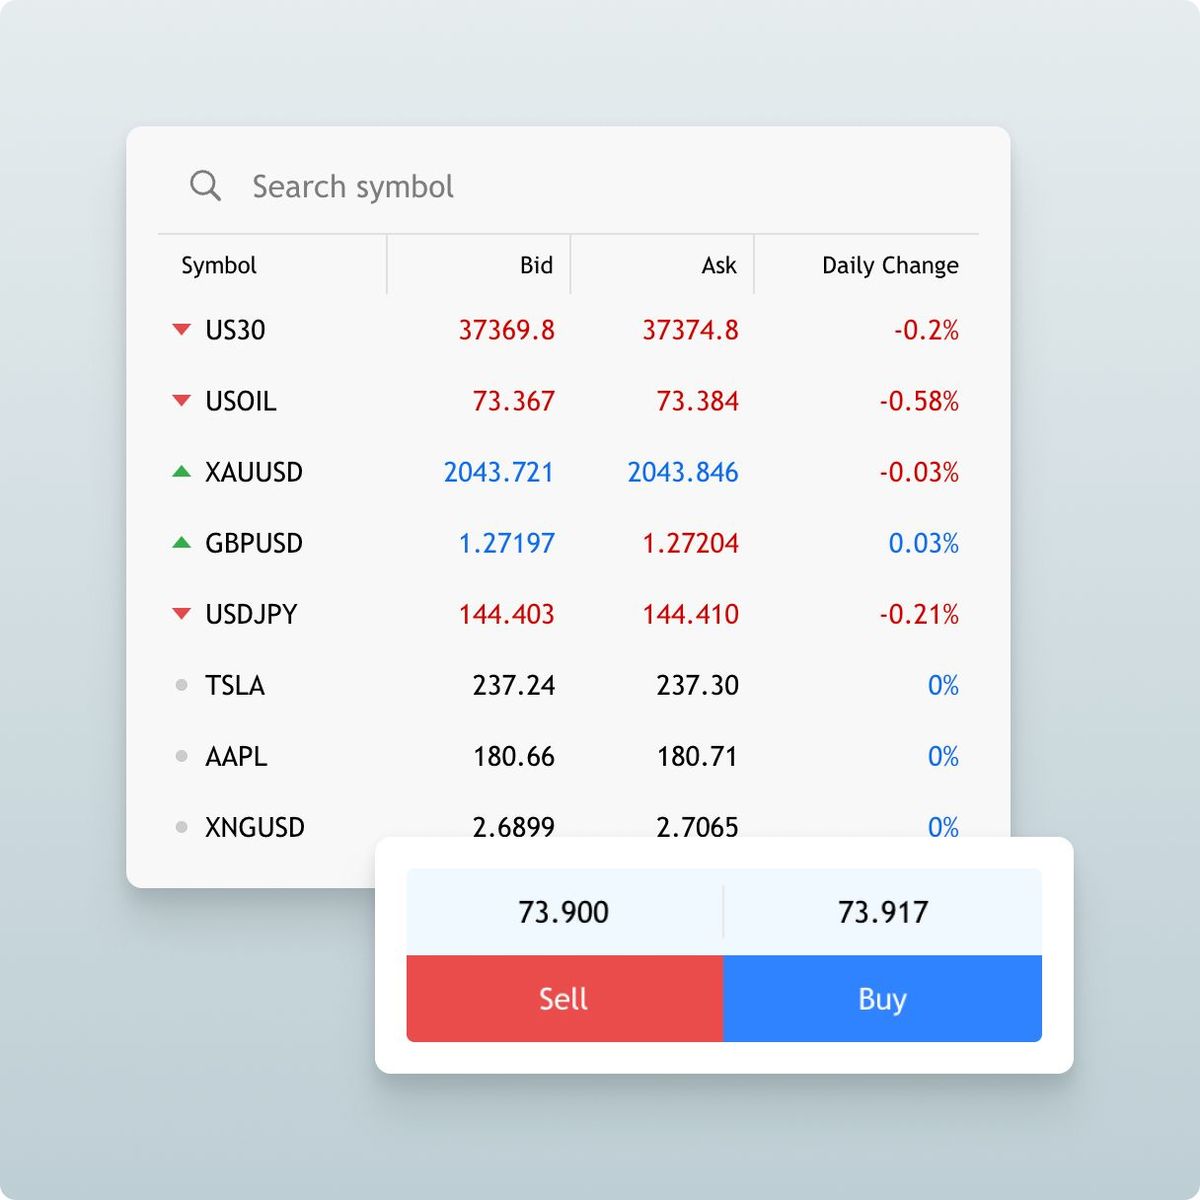 Search symbol
Symbol Bid Ask Daily Change
US30 37369.8 37374.8 -0.2%
USOIL 73.367 73.384 -0.58%
XAUUSD 2043.721 2043.846 -0.03%
GBPUSD 1.27197 1.27204 0.03%
USDJPY 144.403 144.410 -0.21%
TSLA 237.24 237.30 0%
AAPL 180.66 180.71 0%
XNGUSD 2.6899 2.7065 0%
73.900 73.917
Sell Buy